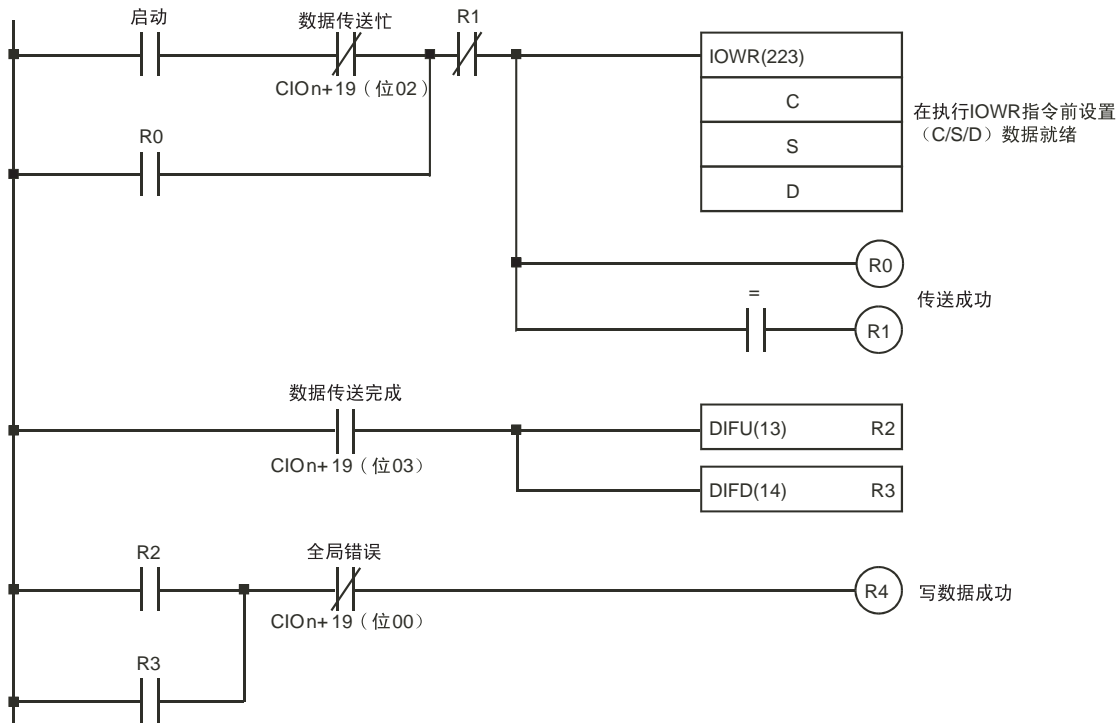 启动
数据传送忙
R1
CIOn+19（位02）
IOWR(223)
C
S
D
在执行IOWR指令前设置
（C/S/D）数据就绪
R0
R0
=
传送成功
R1
数据传送完成
CIOn+19（位03）
DIFU(13) R2
DIFD(14) R3
R2
全局错误
CIOn+19（位00）
R4
写数据成功
R3